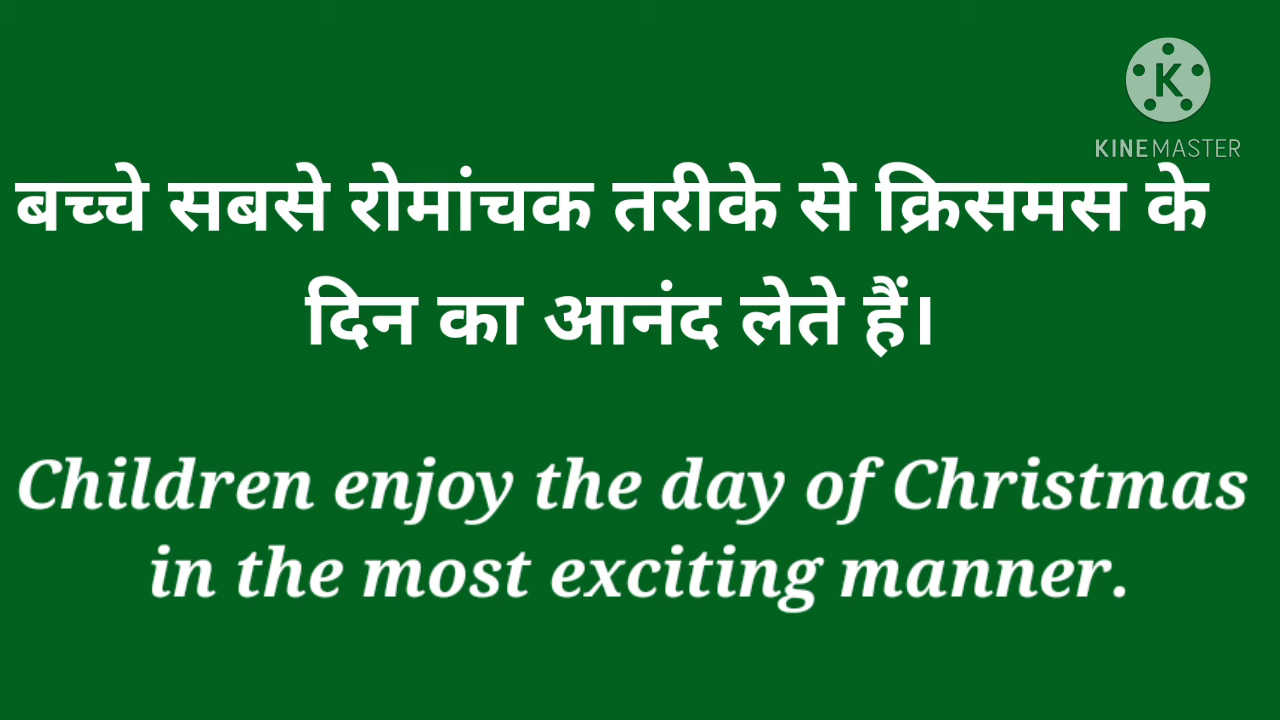 K
KINEMASTER
बच्चे सबसे रोमांचक तरीके से क्रिसमस के
दिन का आनंद लेते हैं।
Children enjoy the day of Christmas
in the most exciting manner.